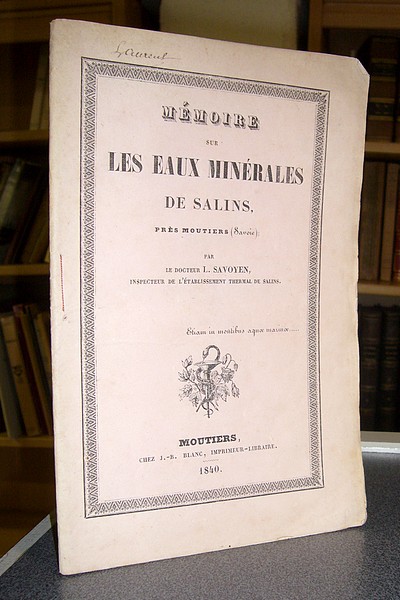 MÉMOIRE
SUR
LES EAUX MINÉRALES
DE SALINS,
PRÈS MOUTIERS (Savoie)
PAR
LE DOCTEUR L. SAVOYEN,
INSPECTEUR DE L'ÉTABLISSEMENT THERMAL DE SALINS.
Etiam in montibus aquæ marinæ....
MOUTIERS,
CHEZ J.-B. BLANC, IMPRIMEUR-LIBRAIRE.
1840.